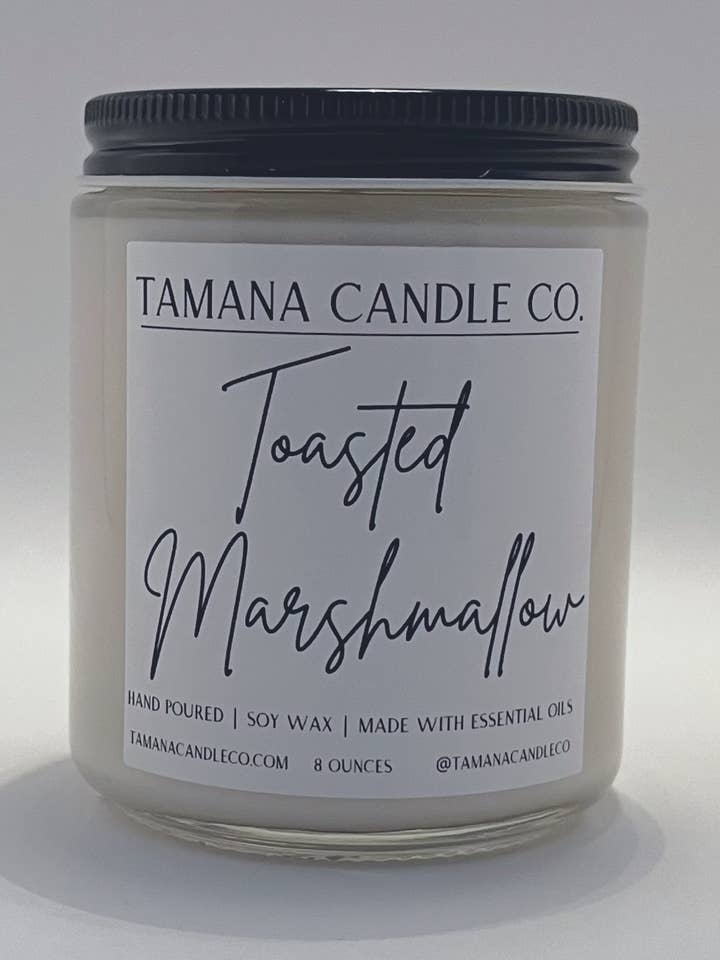 TAMANA CANDLE CO.
Toasted
Marshmallow
HAND POURED | SOY WAX | MADE WITH ESSENTIAL OILS
TAMANACANDLECO.COM 8 OUNCES @TAMANACANDLECO